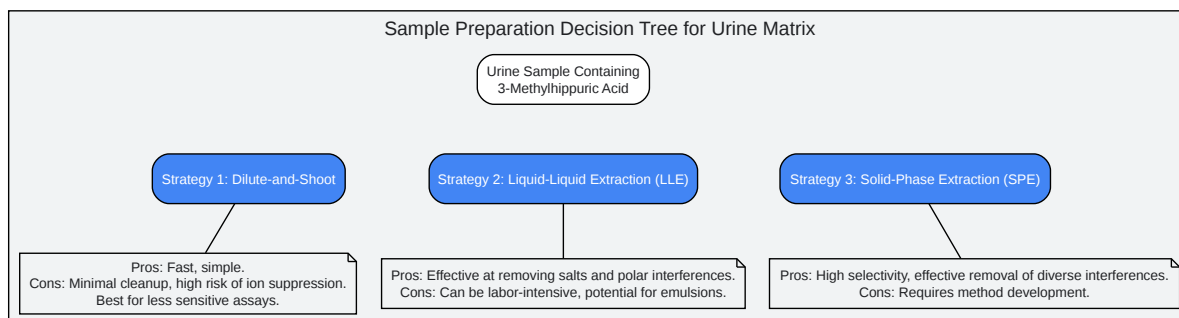 Sample Preparation Decision Tree for Urine Matrix
Urine Sample Containing
3-Methylhippuric Acid
Strategy 1: Dilute-and-Shoot
Strategy 2: Liquid-Liquid Extraction (LLE)
Strategy 3: Solid-Phase Extraction (SPE)
Pros: Fast, simple.
Cons: Minimal cleanup, high risk of ion suppression.
Best for less sensitive assays.
Pros: Effective at removing salts and polar interferences.
Cons: Can be labor-intensive, potential for emulsions.
Pros: High selectivity, effective removal of diverse interferences.
Cons: Requires method development.